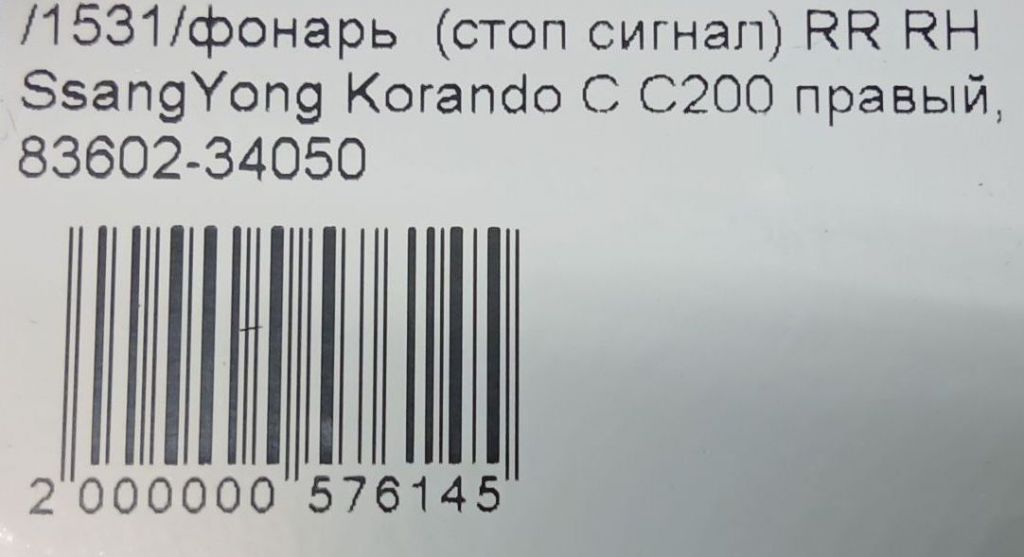 /1531/фонарь (стоп сигнал) RR RH
SsangYong Korando C C200 правый,
83602-34050
2 000000 576145